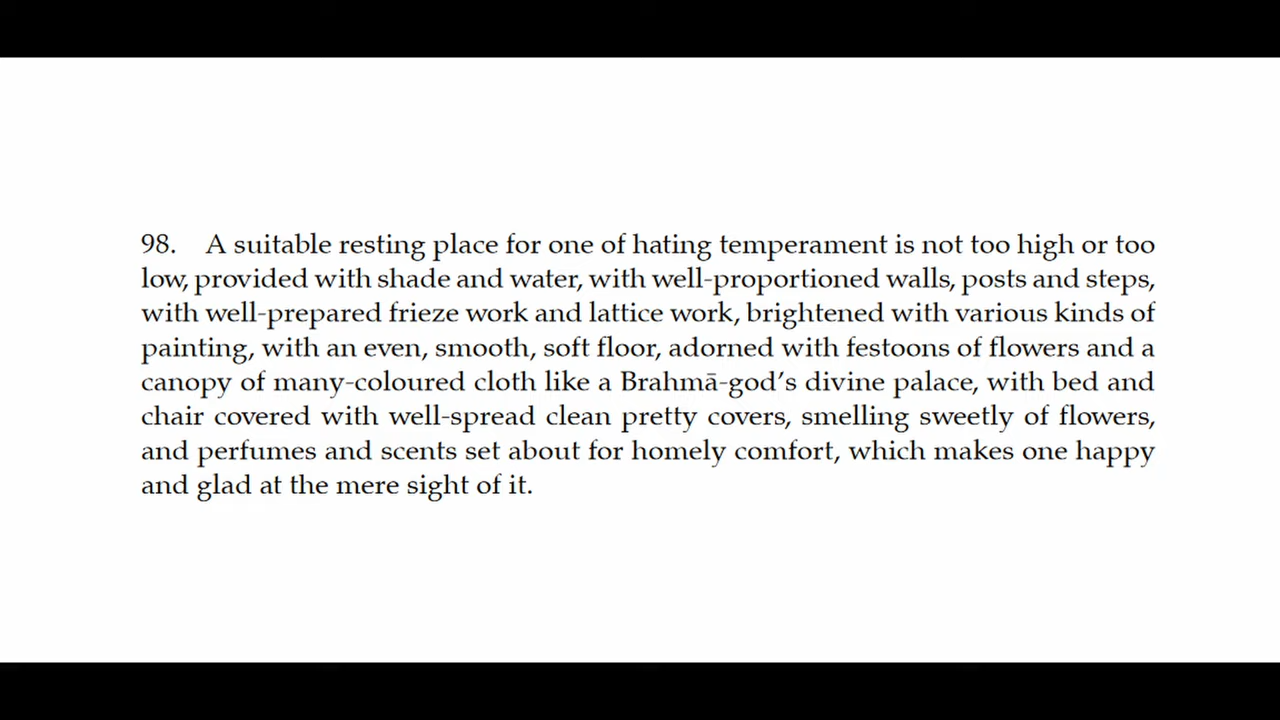 98. A suitable resting place for one of hating temperament is not too high or too
low, provided with shade and water, with well-proportioned walls, posts and steps,
with well-prepared frieze work and lattice work, brightened with various kinds of
painting, with an even, smooth, soft floor, adorned with festoons of flowers and a
canopy of many-coloured cloth like a Brahmā-god’s divine palace, with bed and
chair covered with well-spread clean pretty covers, smelling sweetly of flowers,
and perfumes and scents set about for homely comfort, which makes one happy
and glad at the mere sight of it.